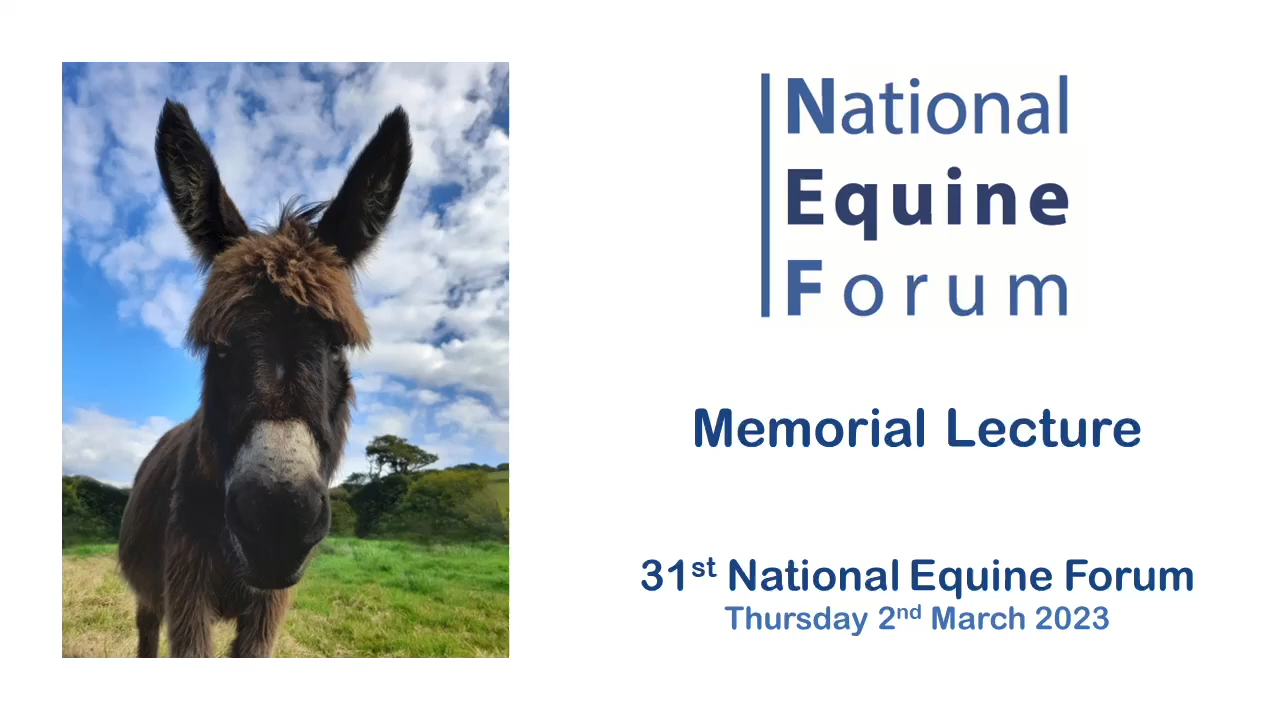 National
Equine
Forum
Memorial Lecture
31st National Equine Forum
Thursday 2nd March 2023